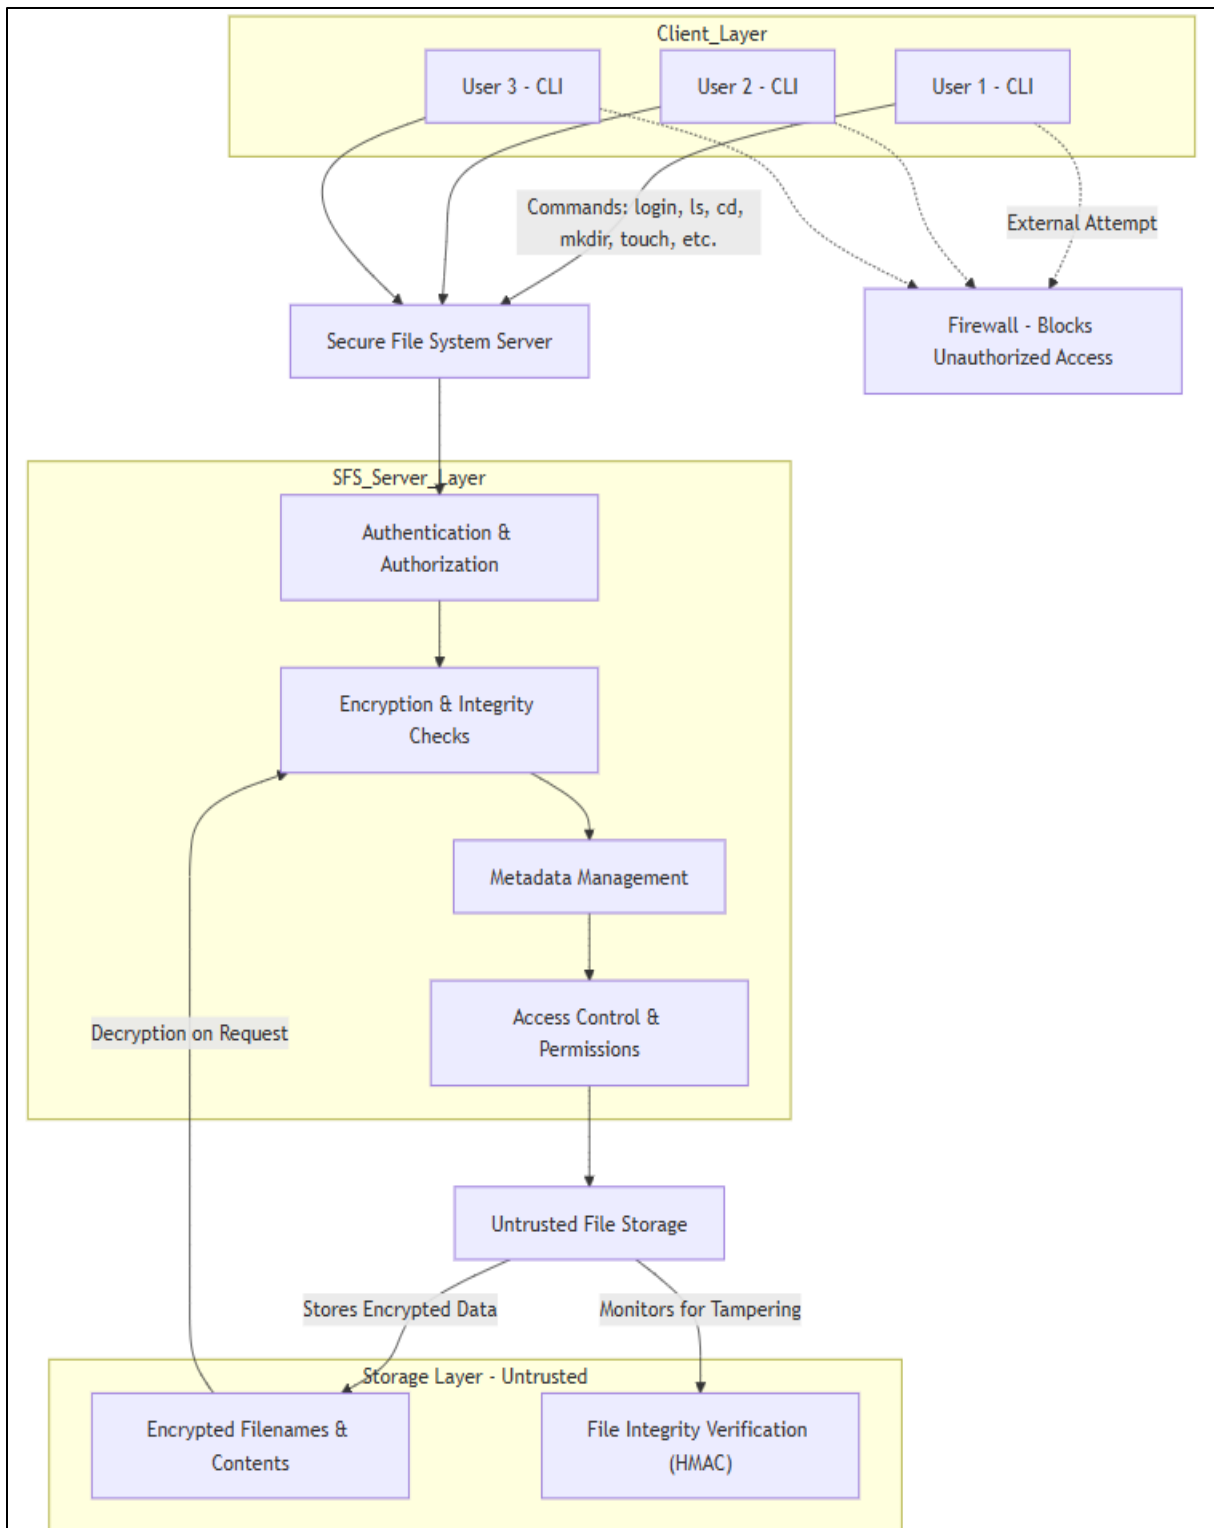 Client_Layer
User 3 - CLI
User 2 - CLI
User 1 - CLI
Commands: login, ls, cd,
mkdir, touch, etc.
External Attempt
Secure File System Server
Firewall - Blocks
Unauthorized Access
SFS_Server_Layer
Authentication &
Authorization
Encryption & Integrity
Checks
Metadata Management
Access Control &
Permissions
Decryption on Request
Untrusted File Storage
Stores Encrypted Data
Monitors for Tampering
Storage Layer - Untrusted
Encrypted Filenames &
Contents
File Integrity Verification
(HMAC)